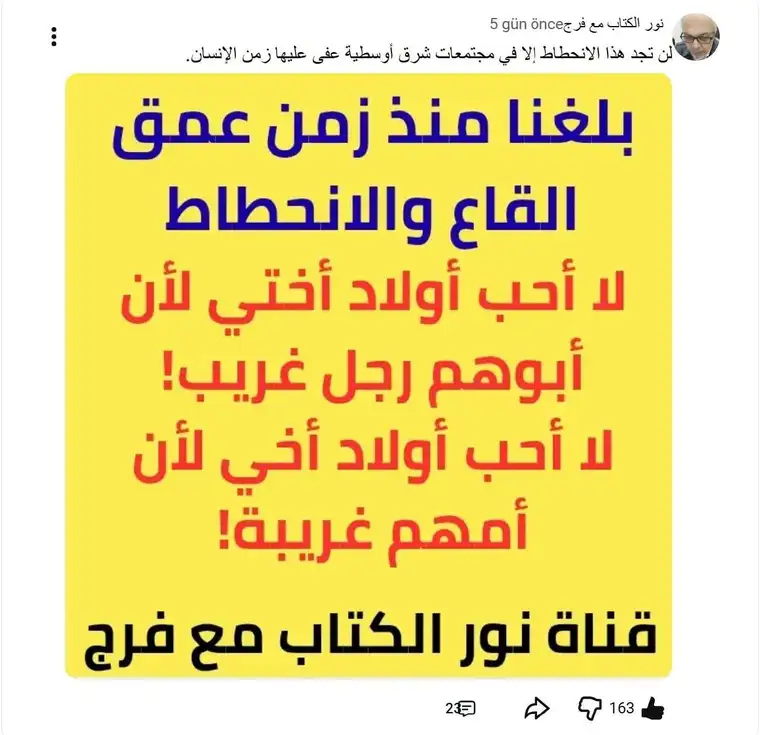 نور الكتاب مع فرج5 gün önce
لن تجد هذا الانحطاط إلا في مجتمعات شرق أوسطية عفى عليها زمن الإنسان.
بلغنا منذ زمن عمق
القاع والانحطاط
لا أحب أولاد أختي لأن
أبوهم رجل غريب!
لا أحب أولاد أخي لأن
أمهم غريبة!
قناة نور الكتاب مع فرج
163
23